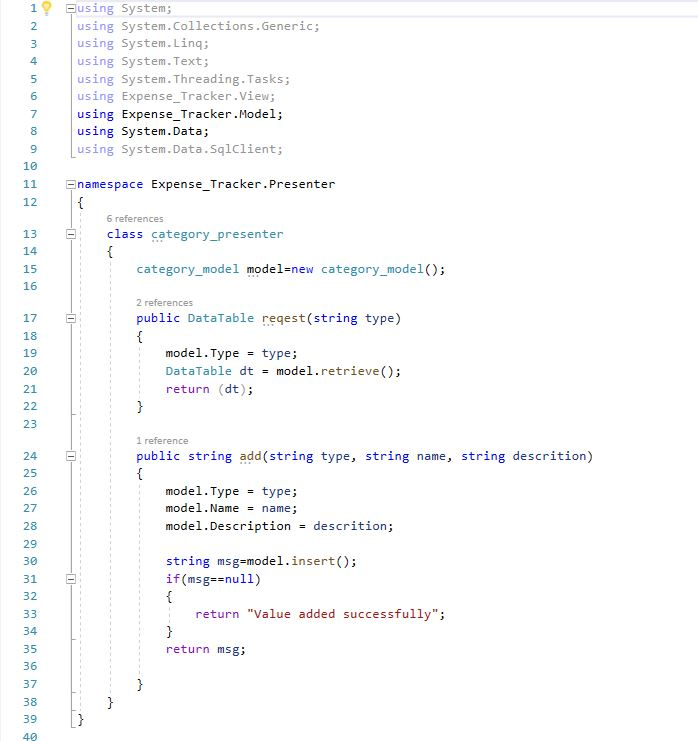 1 using System;
2 using System.Collections.Generic;
3 using System.Linq;
4 using System.Text;
5 using System.Threading.Tasks;
6 using Expense_Tracker.View;
7 using Expense_Tracker.Model;
8 using System.Data;
9 using System.Data.SqlClient;
10
11 namespace Expense_Tracker.Presenter
12 {
6 references
13 class category_presenter
14 {
15 category_model model=new category_model();
16
2 references
17 public DataTable reqest(string type)
18 {
19 model.Type = type;
20 DataTable dt = model.retrieve();
21 return (dt);
22 }
23
1 reference
24 public string add(string type, string name, string descrition)
25 {
26 model.Type = type;
27 model.Name = name;
28 model.Description = descrition;
29
30 string msg=model.insert();
31 if(msg==null)
32 {
33 return "Value added successfully";
34 }
35 return msg;
36
37 }
38 }
39 }
40